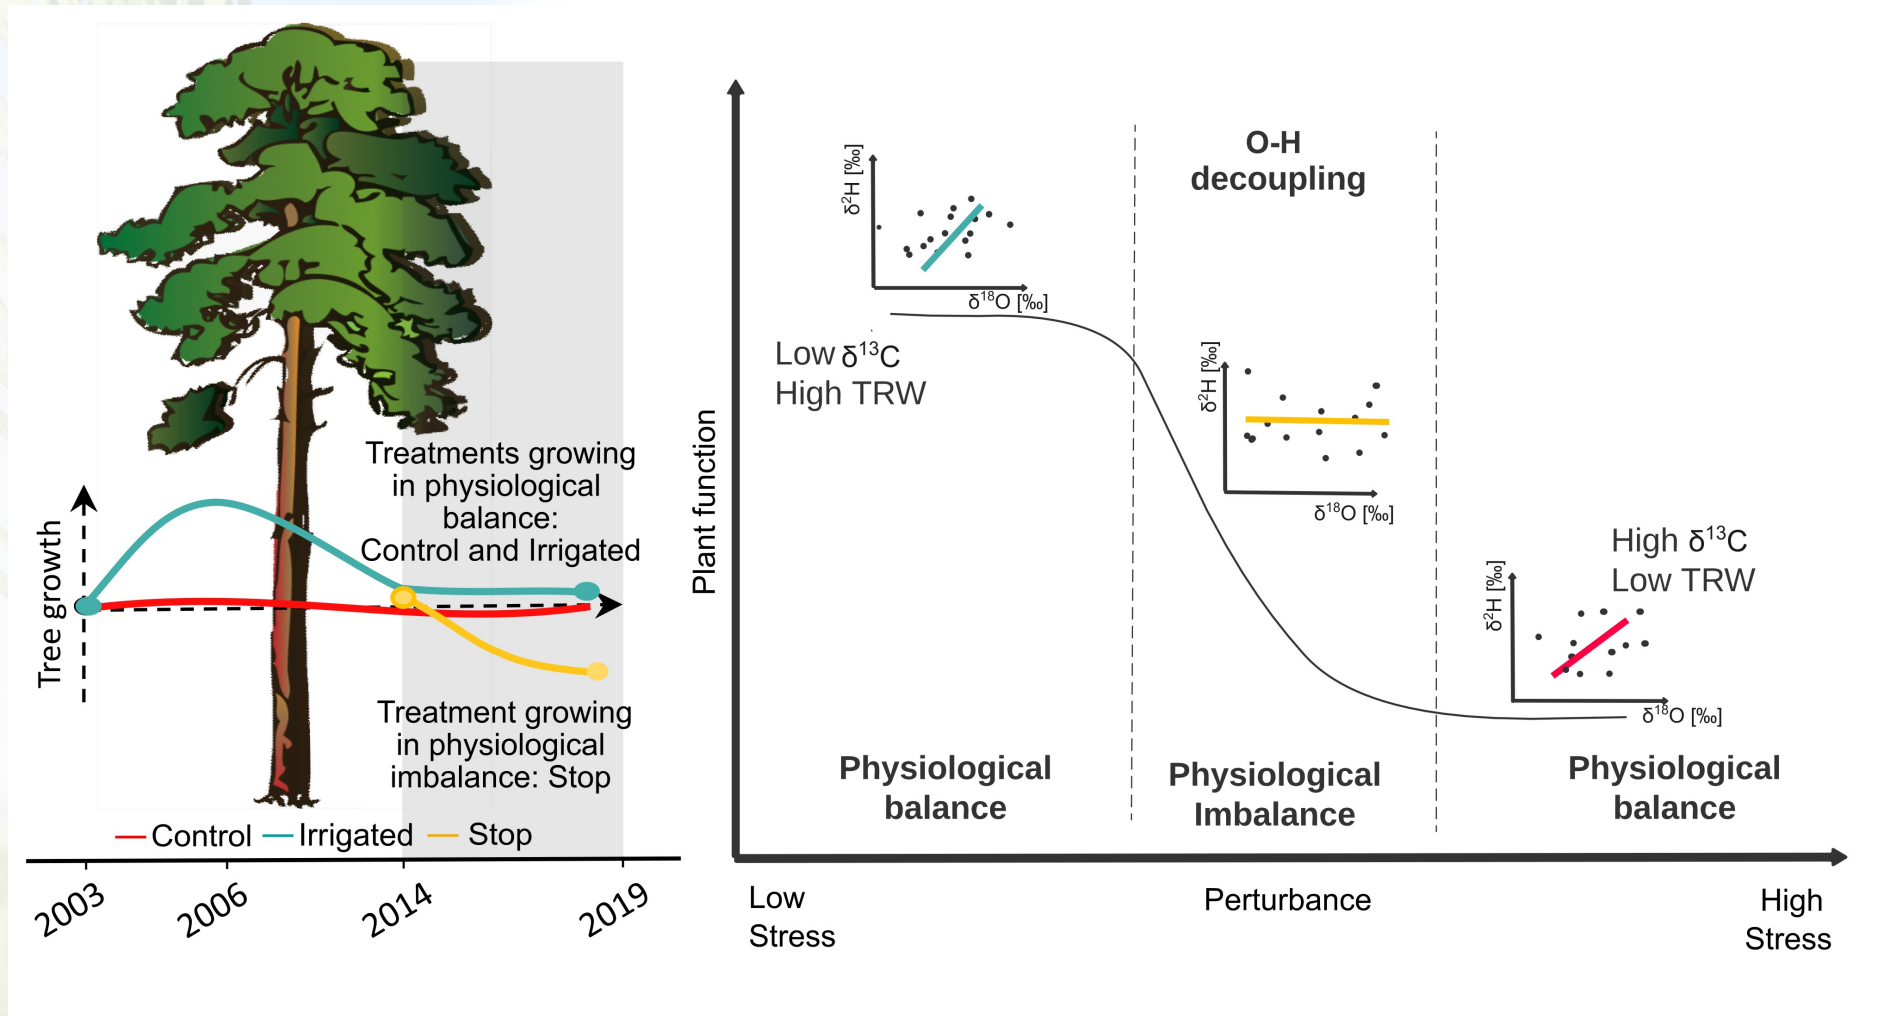 Treatments growing
in physiological
balance:
Control and Irrigated
Tree growth
Treatment growing
in physiological
imbalance: Stop
Control Irrigated Stop
2003 2006 2014 2019
O-H
decoupling
δ²H [‰]
δ¹⁸O [‰]
Low δ¹³C
High TRW
δ²H [‰]
δ¹⁸O [‰]
High δ¹³C
Low TRW
δ²H [‰]
δ¹⁸O [‰]
Plant function
Physiological
balance
Physiological
Imbalance
Physiological
balance
Low
Stress
Perturbance
High
Stress